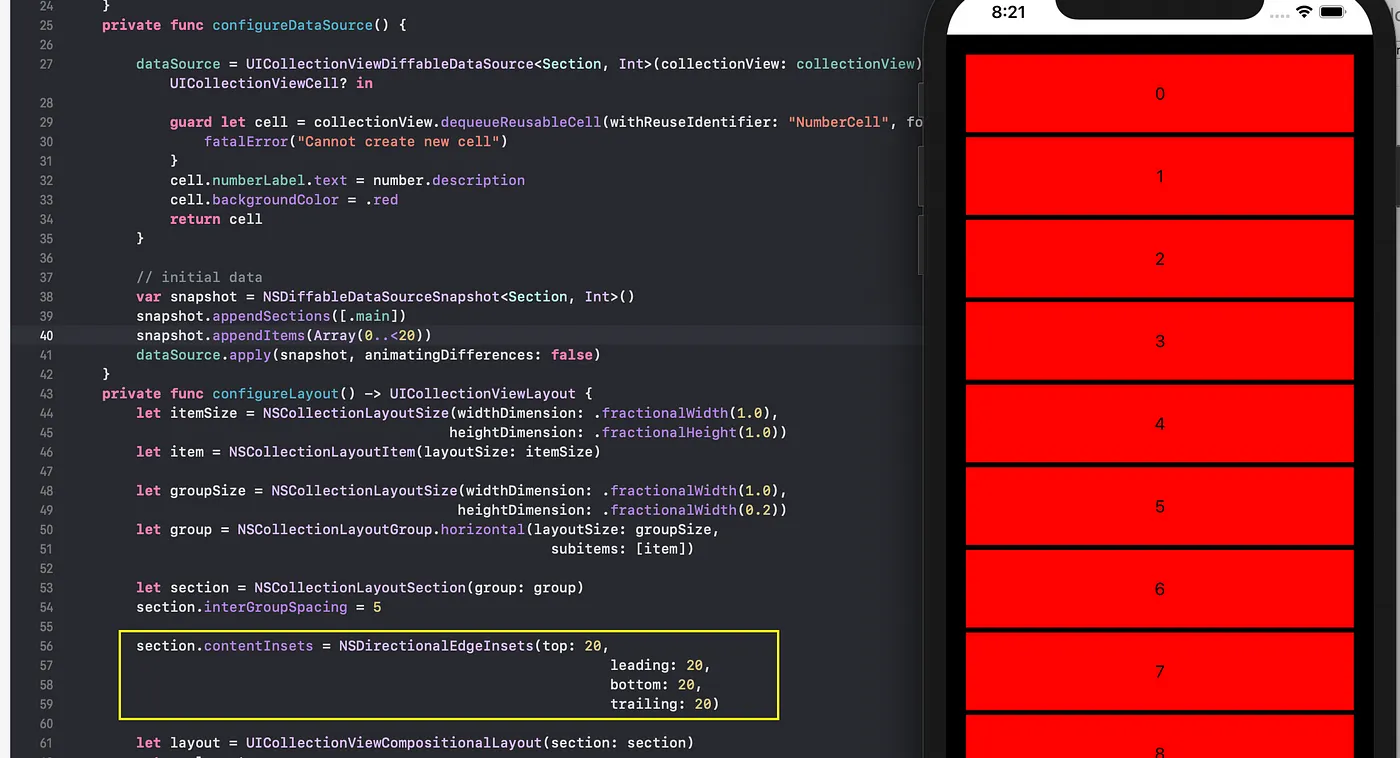 24 }
25 private func configureDataSource() {
26
27 dataSource = UICollectionViewDiffableDataSource<Section, Int>(collectionView: collectionView)
UICollectionViewCell? in
28
29 guard let cell = collectionView.dequeueReusableCell(withReuseIdentifier: "NumberCell", fo
30 fatalError("Cannot create new cell")
31 }
32 cell.numberLabel.text = number.description
33 cell.backgroundColor = .red
34 return cell
35 }
36
37 // initial data
38 var snapshot = NSDiffableDataSourceSnapshot<Section, Int>()
39 snapshot.appendSections([.main])
40 snapshot.appendItems(Array(0..<20))
41 dataSource.apply(snapshot, animatingDifferences: false)
42 }
43 private func configureLayout() -> UICollectionViewLayout {
44 let itemSize = NSCollectionLayoutSize(widthDimension: .fractionalWidth(1.0),
45 heightDimension: .fractionalHeight(1.0))
46 let item = NSCollectionLayoutItem(layoutSize: itemSize)
47
48 let groupSize = NSCollectionLayoutSize(widthDimension: .fractionalWidth(1.0),
49 heightDimension: .fractionalWidth(0.2))
50 let group = NSCollectionLayoutGroup.horizontal(layoutSize: groupSize,
51 subitems: [item])
52
53 let section = NSCollectionLayoutSection(group: group)
54 section.interGroupSpacing = 5
55
56 section.contentInsets = NSDirectionalEdgeInsets(top: 20,
57 leading: 20,
58 bottom: 20,
59 trailing: 20)
60
61 let layout = UICollectionViewCompositionalLayout(section: section)
8:21
0
1
2
3
4
5
6
7
8